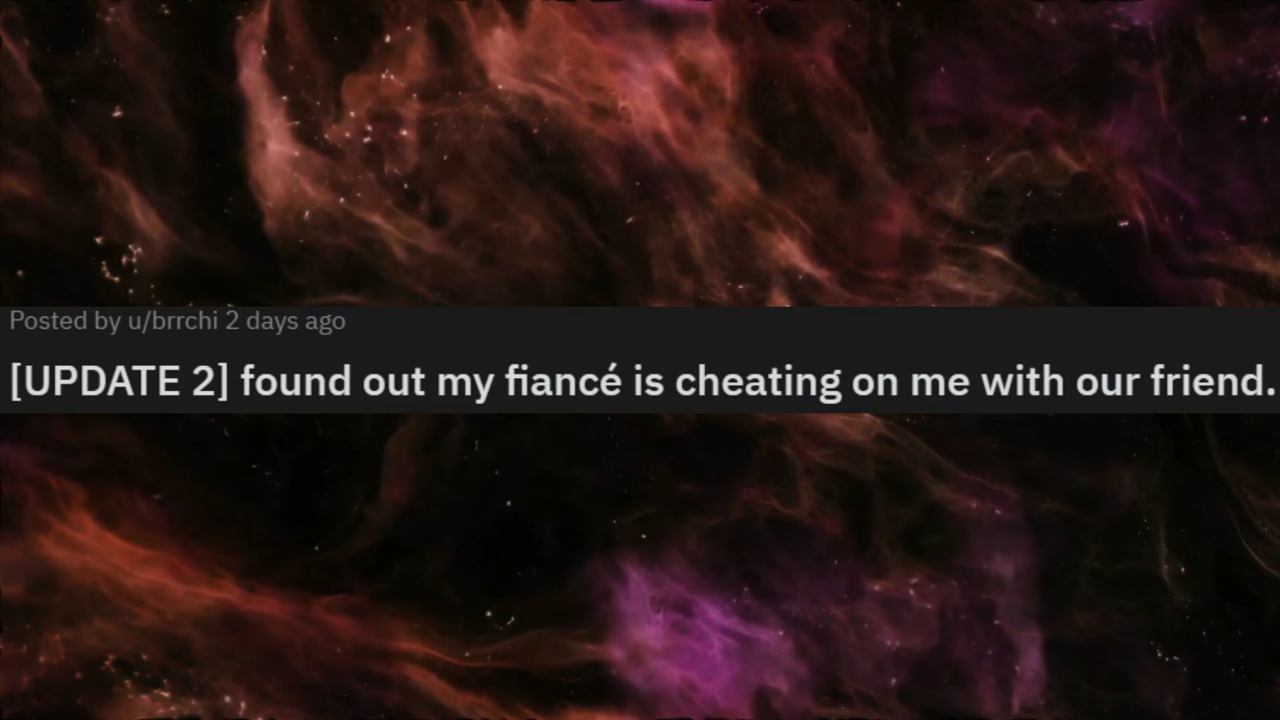 Posted by u/brrchi 2 days ago
[UPDATE 2] found out my fiancé is cheating on me with our friend.